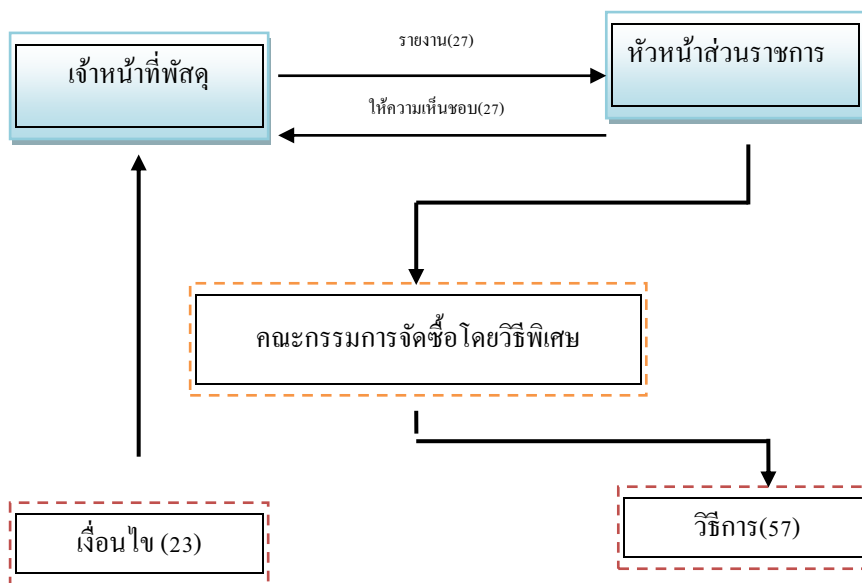 รายงาน(27)
หัวหน้าส่วนราชการ
เจ้าหน้าที่พัสดุ
ให้ความเห็นชอบ(27)
คณะกรรมการจัดซื้อโดยวิธีพิเศษ
วิธีการ(57)
เงื่อนไข (23)